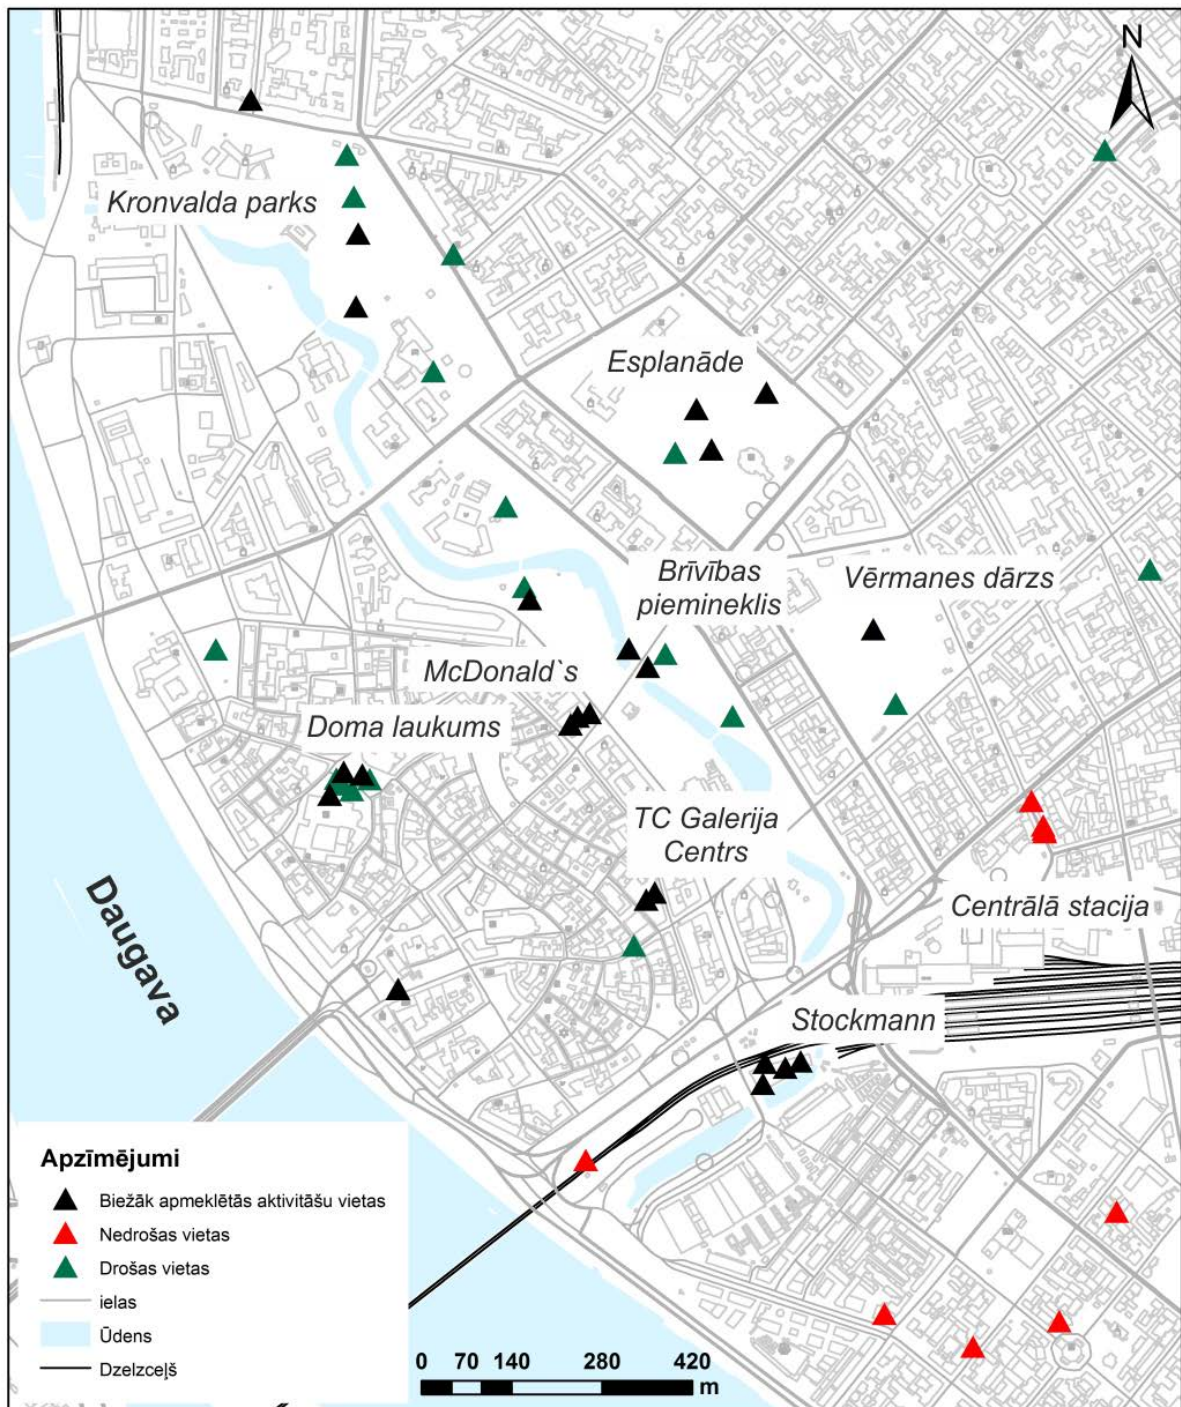 N
Kronvalda parks
Esplanāde
Brīvības
piemineklis
Vērmanes dārzs
McDonald`s
Doma laukums
TC Galerija
Centrs
Centrālā stacija
Daugava
Stockmann
Apzīmējumi
Biežāk apmeklētās aktivitāšu vietas
Nedrošas vietas
Drošas vietas
ielas
Ūdens
Dzelzceļš
0 70 140 280 420
m